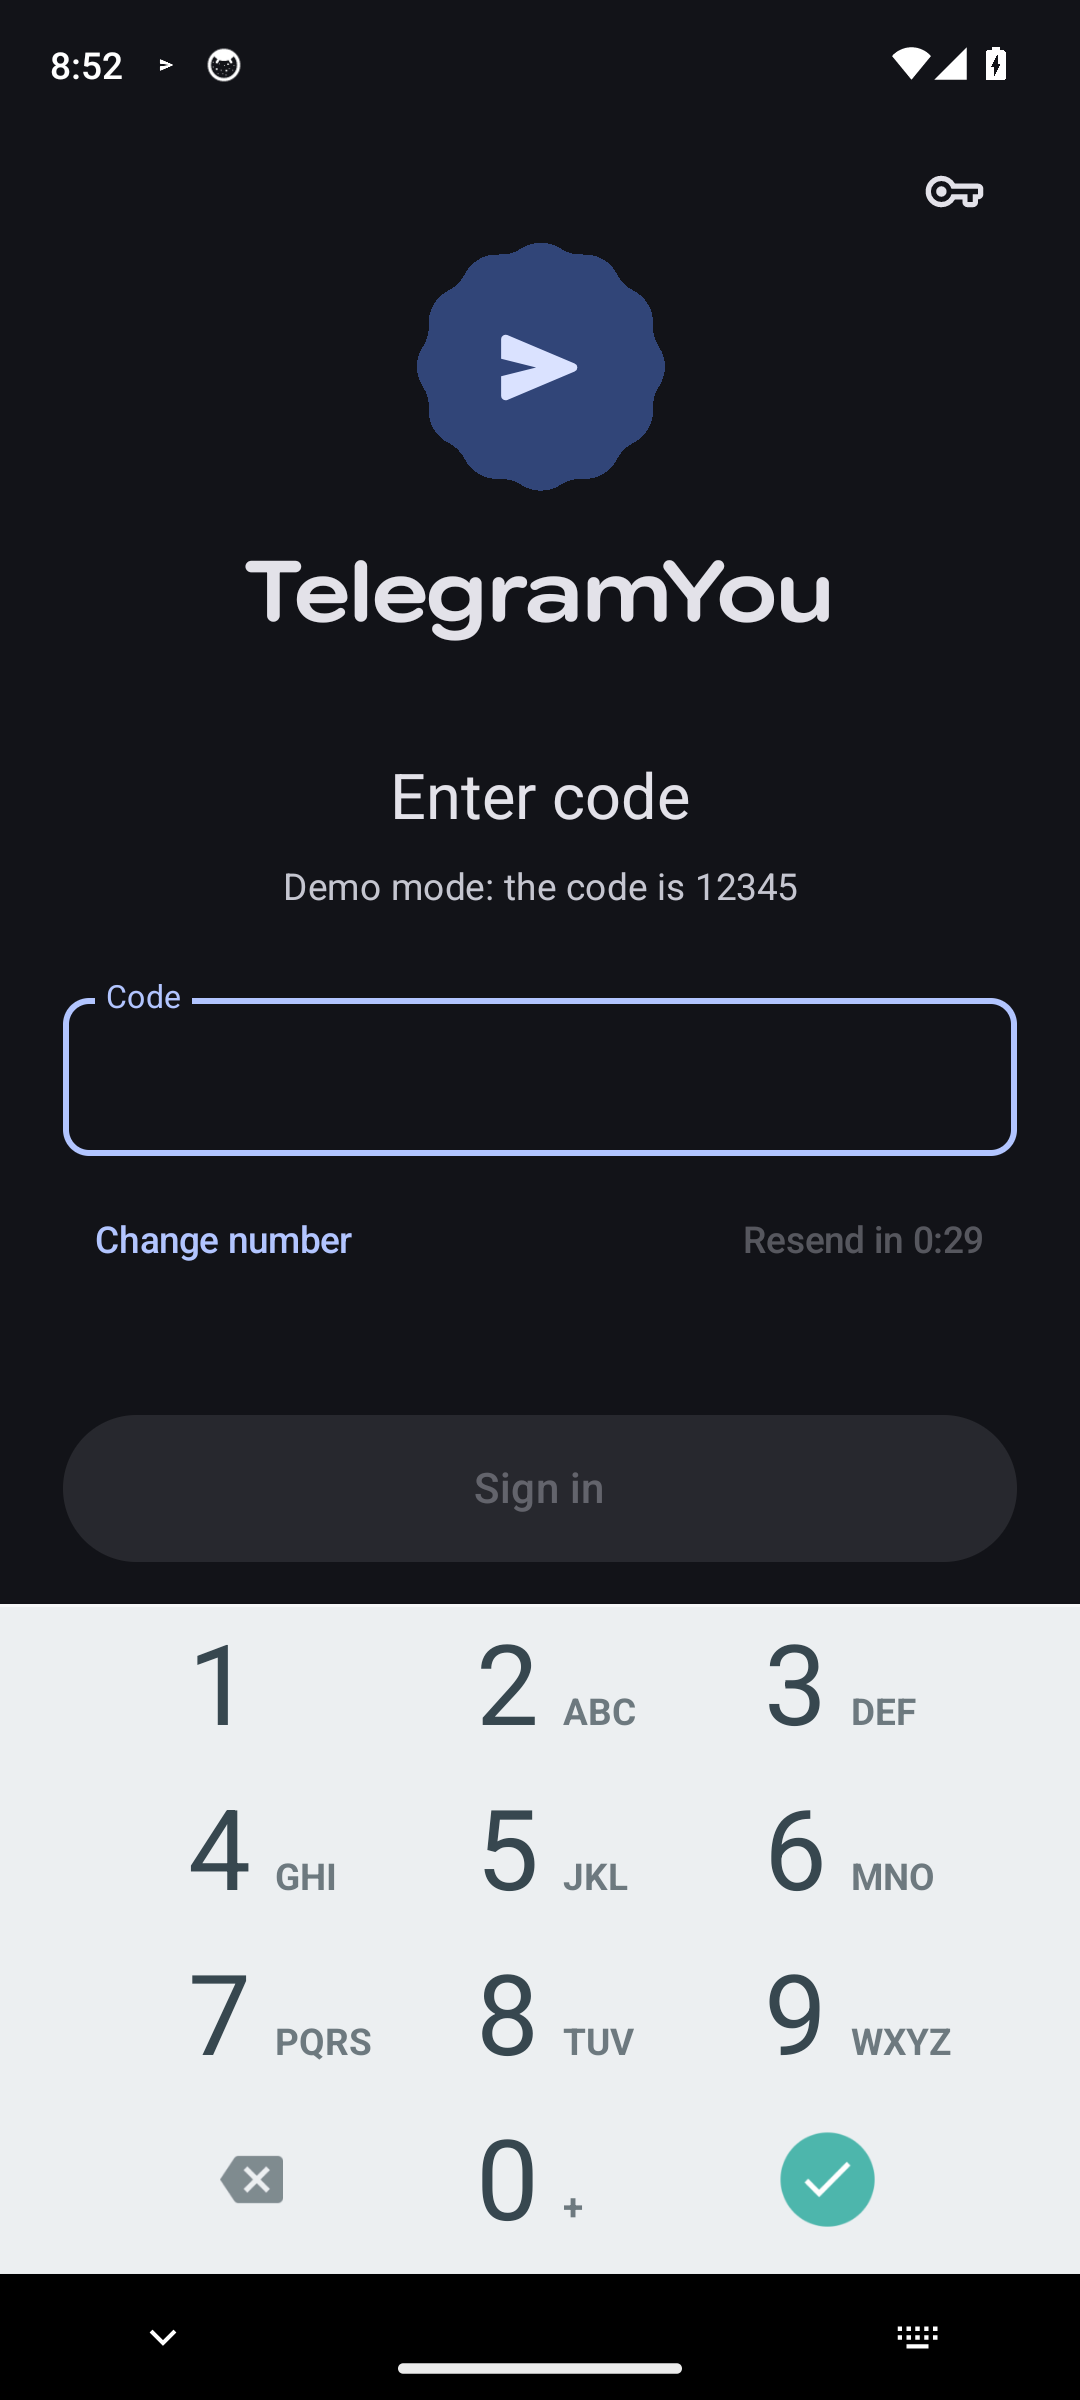 8:52
TelegramYou
Enter code
Demo mode: the code is 12345
Code
Change number Resend in 0:29
Sign in
1 2 ABC 3 DEF
4 GHI 5 JKL 6 MNO
7 PQRS 8 TUV 9 WXYZ
0 +